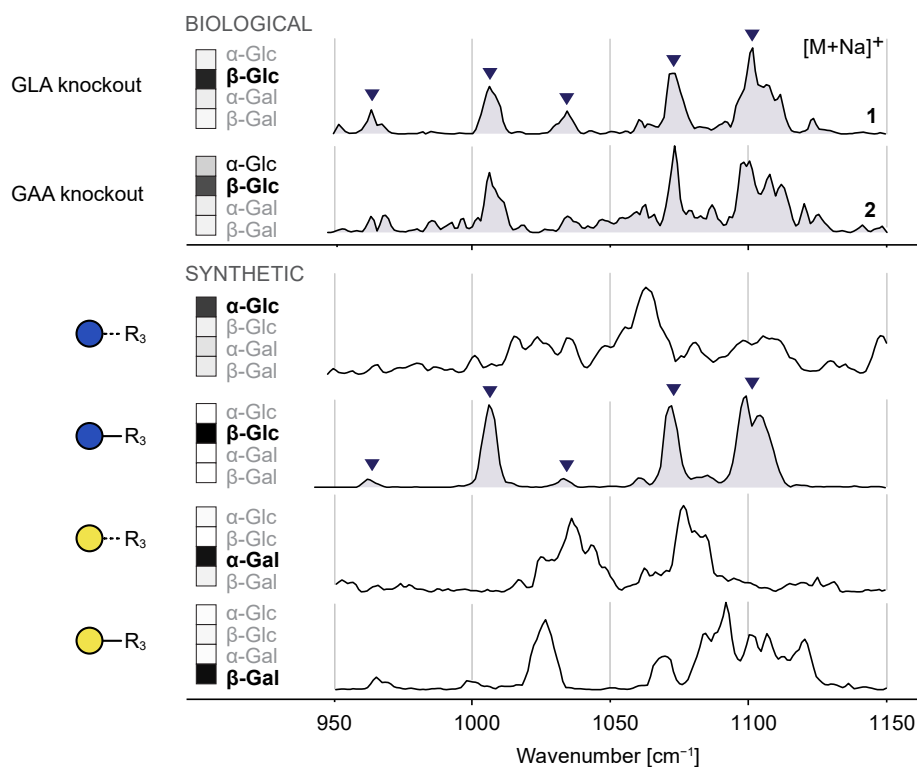 BIOLOGICAL
[M+Na]⁺
GLA knockout
α-Glc
β-Glc
α-Gal
β-Gal
1
GAA knockout
α-Glc
β-Glc
α-Gal
β-Gal
2
SYNTHETIC
R₃
α-Glc
β-Glc
α-Gal
β-Gal
R₃
α-Glc
β-Glc
α-Gal
β-Gal
R₃
α-Glc
β-Glc
α-Gal
β-Gal
R₃
α-Glc
β-Glc
α-Gal
β-Gal
950 1000 1050 1100 1150
Wavenumber [cm⁻¹]